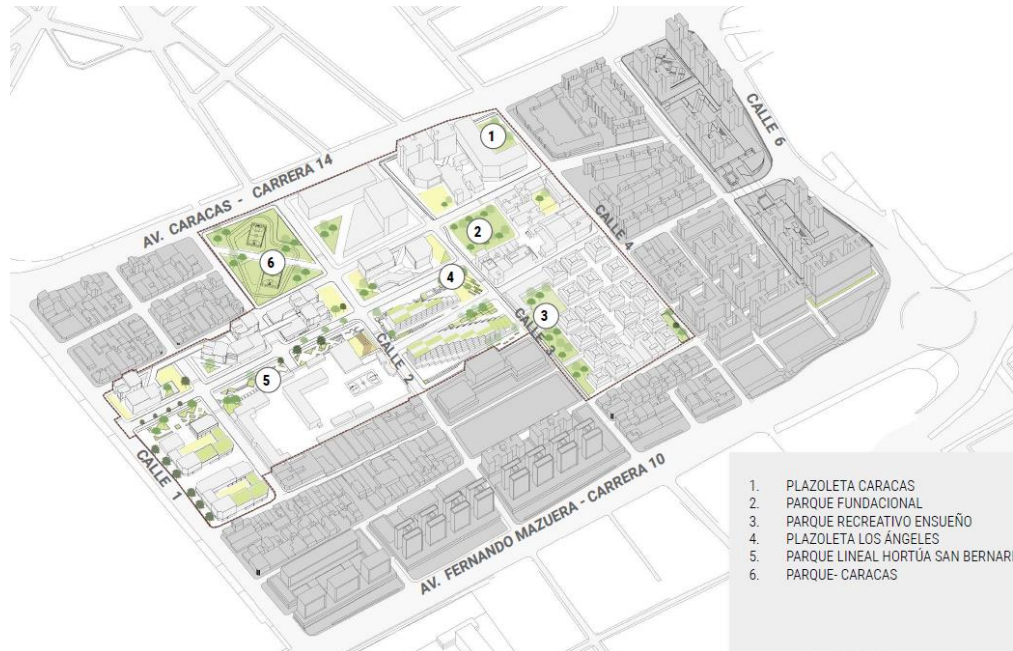 1
AV. CARACAS - CARRERA 14
CALLE 6
2
CALLE 4
6
4
3
CALLE 3
CALLE 2
5
CALLE 1
AV. FERNANDO MAZUERA - CARRERA 10
1. PLAZOLETA CARACAS
2. PARQUE FUNDACIONAL
3. PARQUE RECREATIVO ENSUEÑO
4. PLAZOLETA LOS ÁNGELES
5. PARQUE LINEAL HORTÚA SAN BERNARI
6. PARQUE- CARACAS